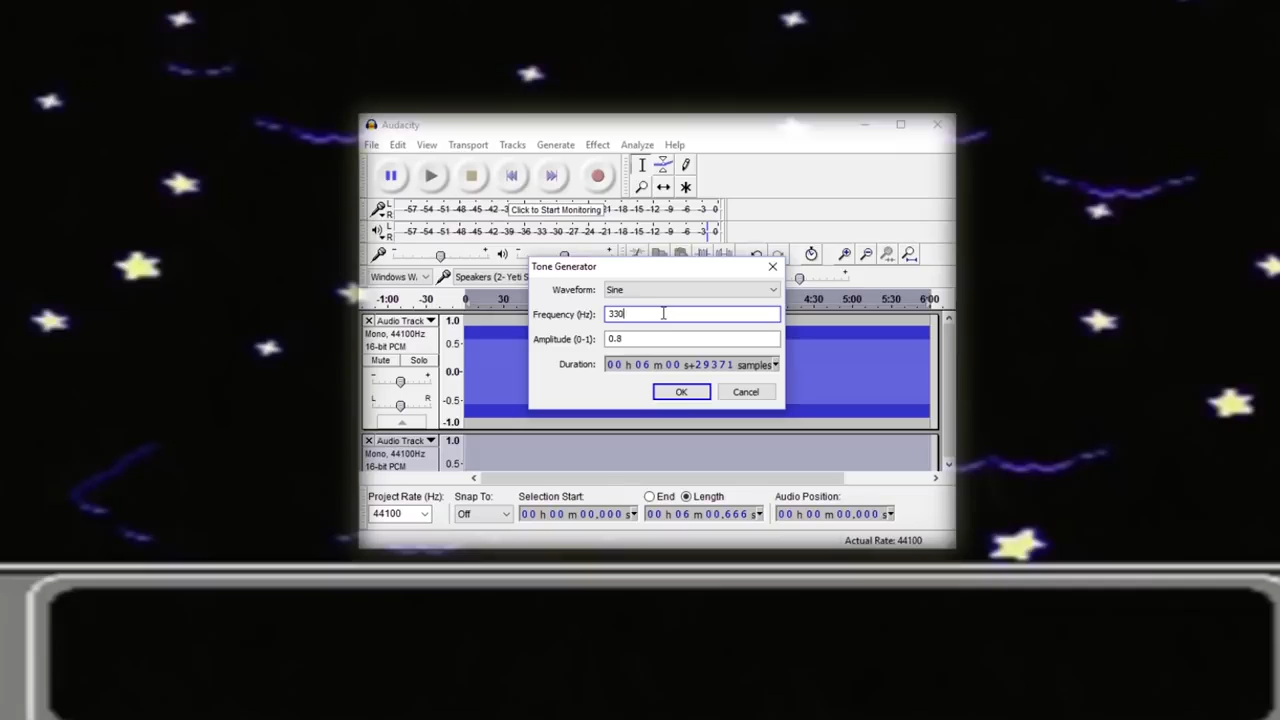 Audacity
File Edit View Transport Tracks Generate Effect Analyze Help
L
R
-57 -54 -51 -48 -45 -42 -3 Click to Start Monitoring -18 -15 -12 -9 -6 -3 0
L
R
-57 -54 -51 -48 -45 -42 -39 -36 -33 -30 -27 -24 -21 -18 -15 -12 -9 -6 -3 0
- + - +
Windows W. Speakers (2- Yeti S - +
-1:00 -30 0 30 4:30 5:00 5:30 6:00
Tone Generator
Waveform: Sine
Frequency (Hz): 330
Amplitude (0-1): 0.8
Duration: 00 h 06 m 00 s+29371 samples
OK Cancel
Audio Track
Mono, 44100Hz
16-bit PCM
Mute Solo
- +
L R
1.0
0.5
0.0
-0.5
-1.0
Audio Track
Mono, 44100Hz
16-bit PCM
1.0
0.5
Project Rate (Hz): Snap To: Selection Start: End Length Audio Position:
44100 Off 00 h 00 m 00.000 s 00 h 06 m 00.666 s 00 h 00 m 00.000 s
Actual Rate: 44100